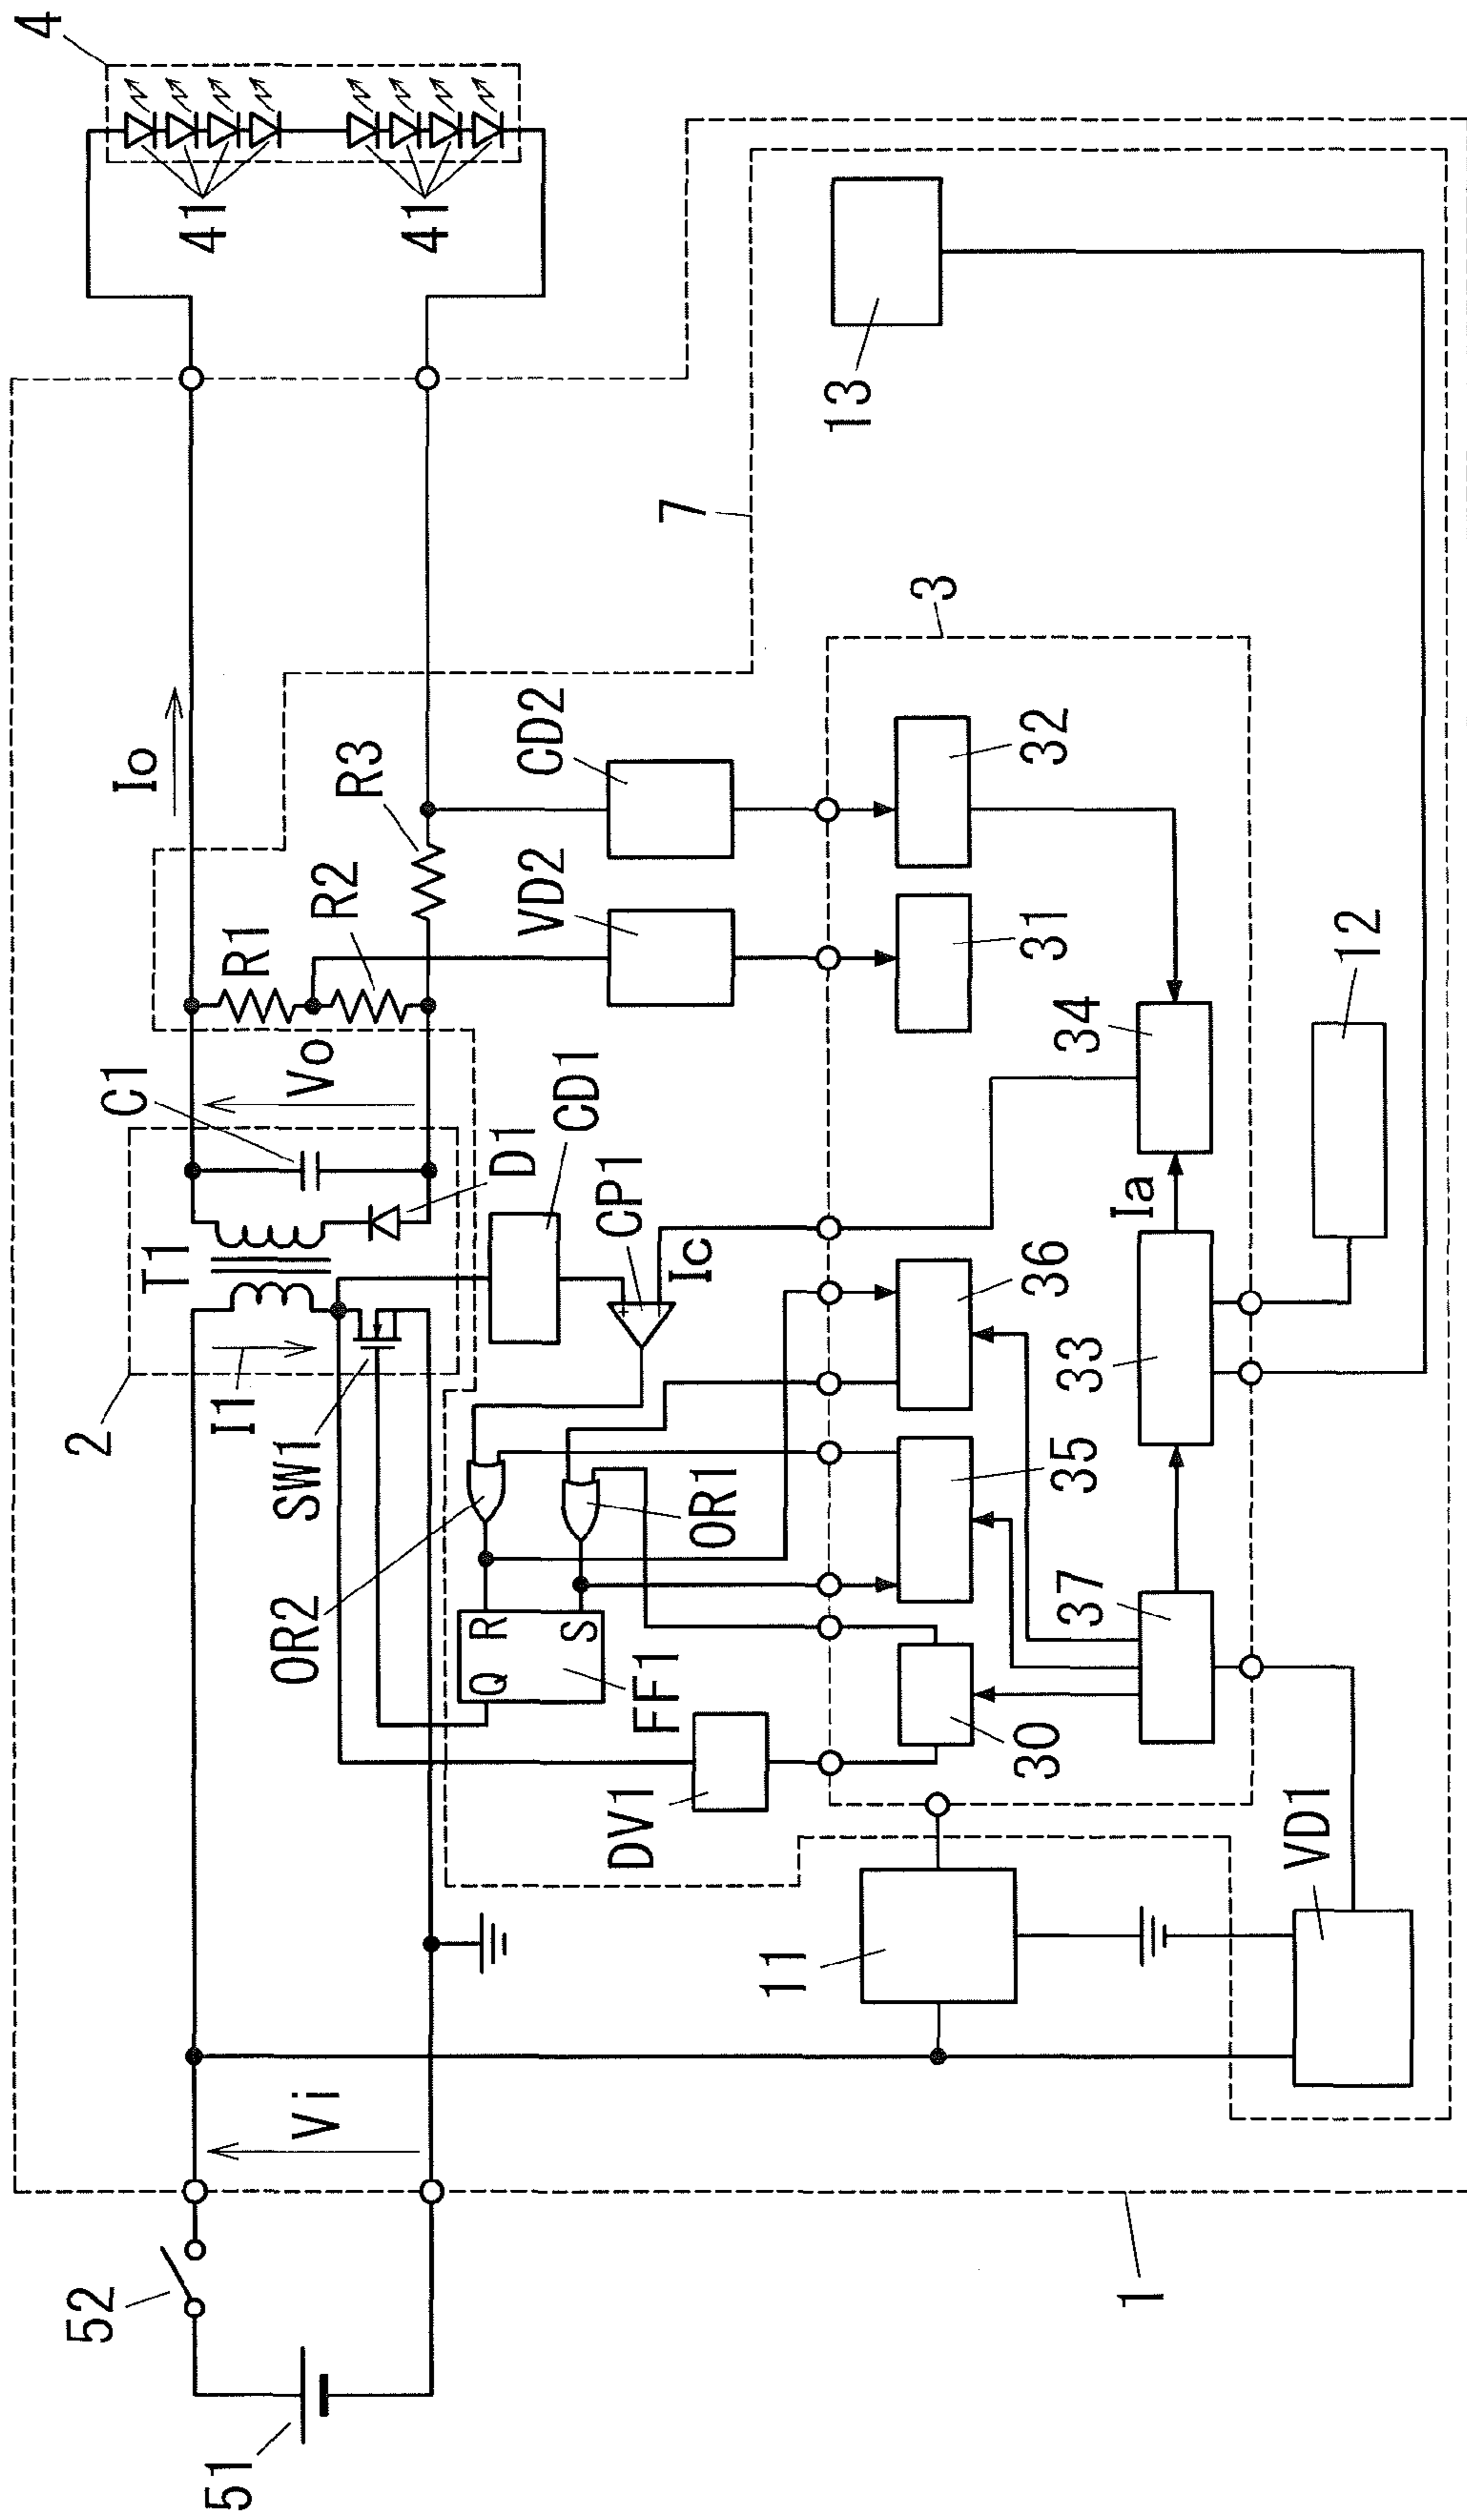 4
41
41
Io
R3
R2
R1
CD2
VD2
7
13
3
32
31
34
12
C1
Vo
D1
CD1
T1
CP1
Ic
Ia
2
I1
SW1
OR2
OR1
36
35
33
37
30
Q R
S
FF1
DV1
11
VD1
Vi
52
51
1
+